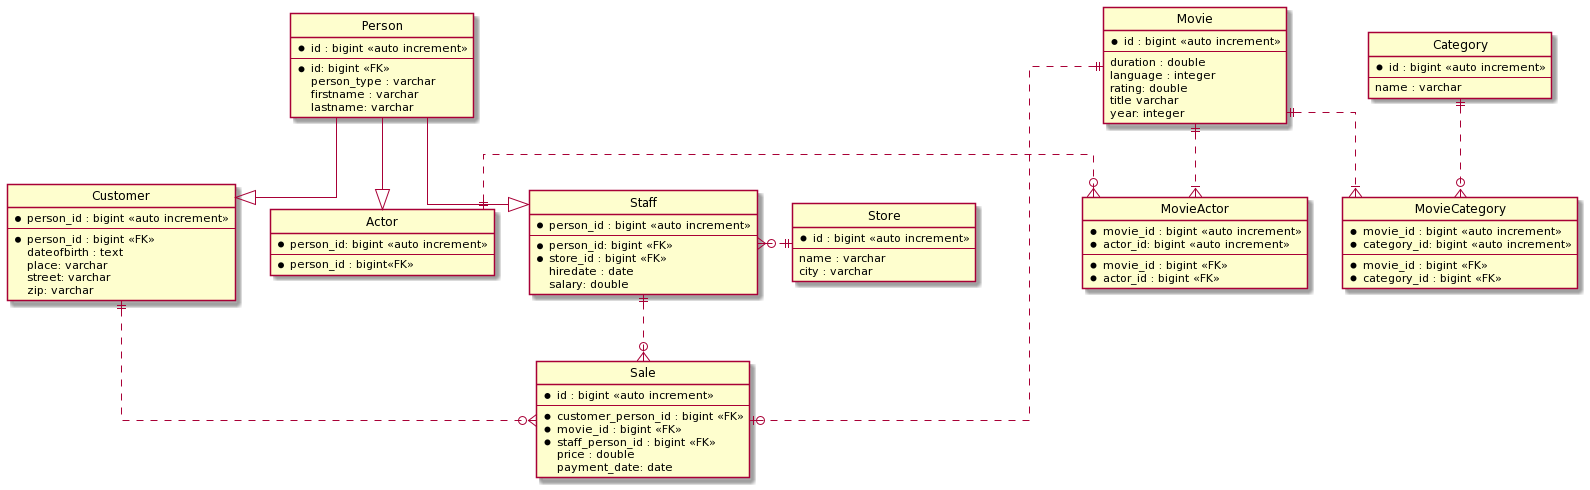 Person
id : bigint «auto increment»
id: bigint «FK»
person_type : varchar
firstname : varchar
lastname: varchar
Movie
id : bigint «auto increment»
duration : double
language : integer
rating: double
title varchar
year: integer
Category
id : bigint «auto increment»
name : varchar
Customer
person_id : bigint «auto increment»
person_id : bigint «FK»
dateofbirth : text
place: varchar
street: varchar
zip: varchar
Actor
person_id: bigint «auto increment»
person_id : bigint«FK»
Staff
person_id : bigint «auto increment»
person_id: bigint «FK»
store_id : bigint «FK»
hiredate : date
salary: double
Store
id : bigint «auto increment»
name : varchar
city : varchar
MovieActor
movie_id : bigint «auto increment»
actor_id: bigint «auto increment»
movie_id : bigint «FK»
actor_id : bigint «FK»
MovieCategory
movie_id : bigint «auto increment»
category_id: bigint «auto increment»
movie_id : bigint «FK»
category_id : bigint «FK»
Sale
id : bigint «auto increment»
customer_person_id : bigint «FK»
movie_id : bigint «FK»
staff_person_id : bigint «FK»
price : double
payment_date: date